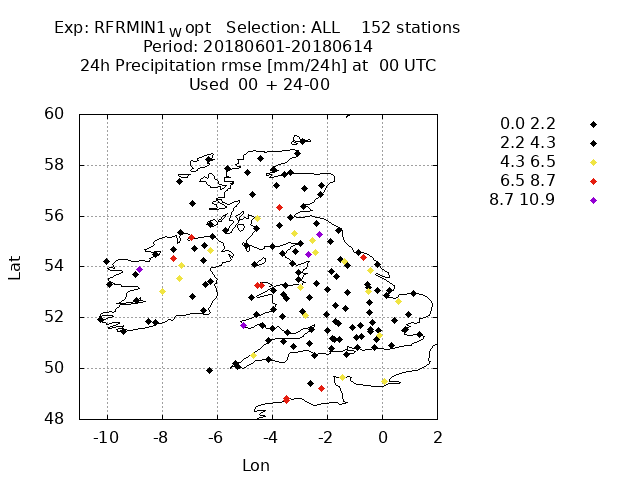 Exp: RFRMIN1 W opt Selection: ALL 152 stations
Period: 20180601-20180614
24h Precipitation rmse [mm/24h] at 00 UTC
Used 00 + 24-00
0.0 2.2
2.2 4.3
4.3 6.5
6.5 8.7
8.7 10.9
60
58
56
54
52
50
48
Lat
-10 -8 -6 -4 -2 0 2
Lon